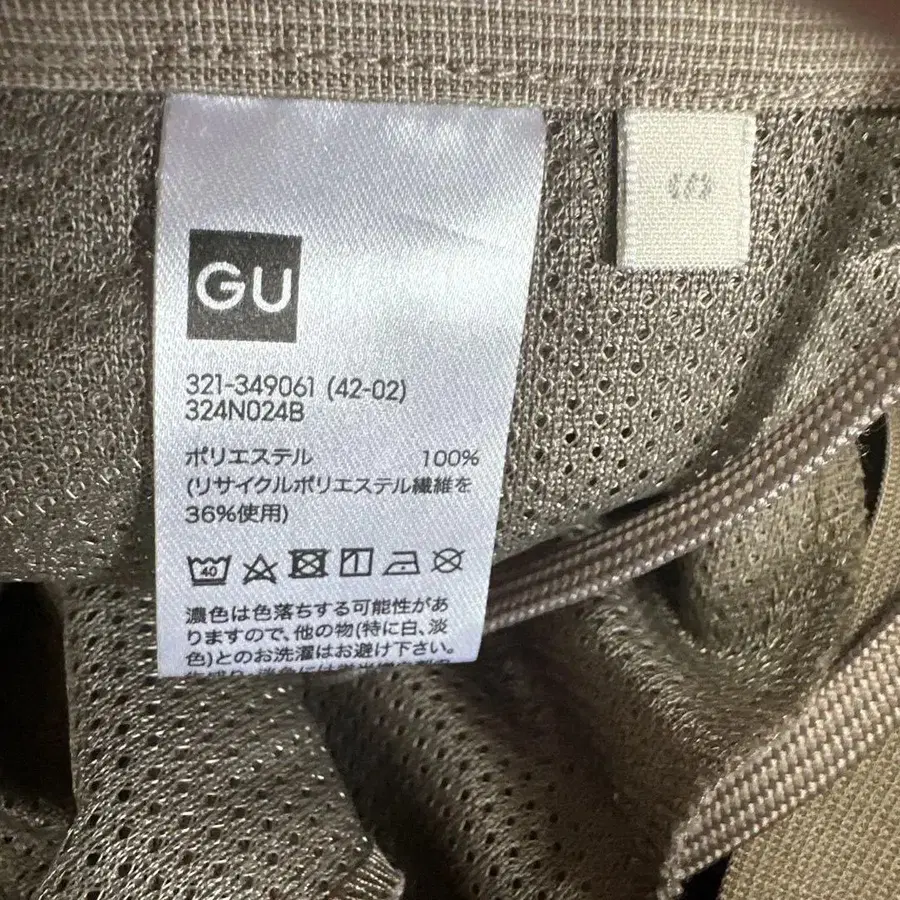 GU
321-349061 (42-02)
324N024B
ポリエステル 100%
(リサイクルポリエステル繊維を
36%使用)
40
濃色は色落ちする可能性があ
りますので、他の物(特に白、淡
色)とのお洗濯はお避け下さい。